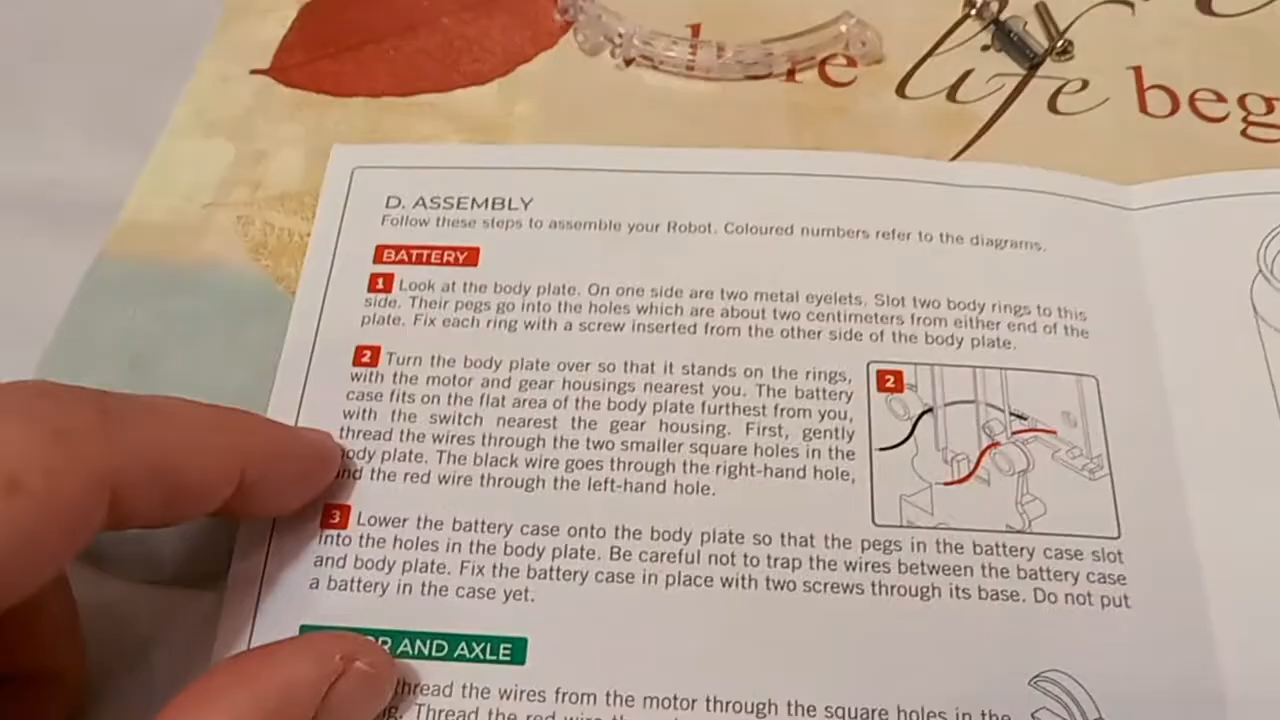 life beg
D. ASSEMBLY
Follow these steps to assemble your Robot. Coloured numbers refer to the diagrams.
BATTERY
1 Look at the body plate. On one side are two metal eyelets. Slot two body rings to this
side. Their pegs go into the holes which are about two centimeters from either end of the
plate. Fix each ring with a screw inserted from the other side of the body plate.
2 Turn the body plate over so that it stands on the rings,
with the motor and gear housings nearest you. The battery
case fits on the flat area of the body plate furthest from you,
with the switch nearest the gear housing. First, gently
thread the wires through the two smaller square holes in the
body plate. The black wire goes through the right-hand hole,
and the red wire through the left-hand hole.
2
3 Lower the battery case onto the body plate so that the pegs in the battery case slot
into the holes in the body plate. Be careful not to trap the wires between the battery case
and body plate. Fix the battery case in place with two screws through its base. Do not put
a battery in the case yet.
AND AXLE
thread the wires from the motor through the square holes in the
Thread the red